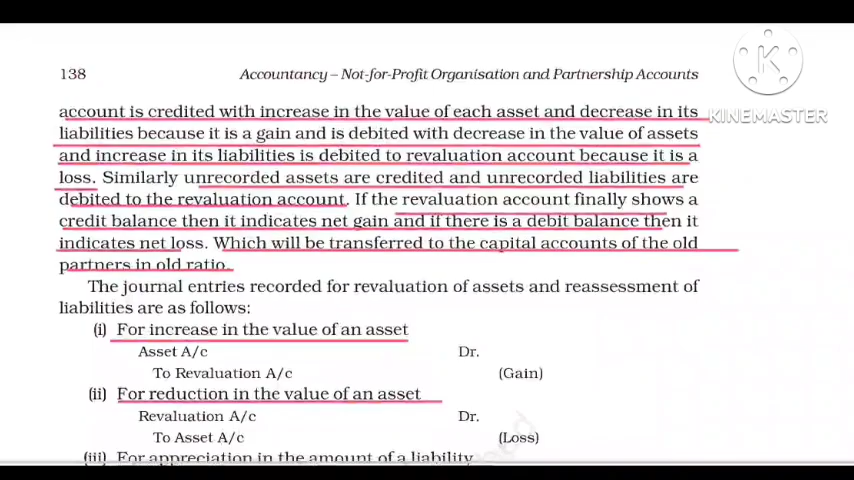 138
Accountancy – Not-for-Profit Organisation and Partnership Accounts
K
KINEMASTER
account is credited with increase in the value of each asset and decrease in its
liabilities because it is a gain and is debited with decrease in the value of assets
and increase in its liabilities is debited to revaluation account because it is a
loss. Similarly unrecorded assets are credited and unrecorded liabilities are
debited to the revaluation account. If the revaluation account finally shows a
credit balance then it indicates net gain and if there is a debit balance then it
indicates net loss. Which will be transferred to the capital accounts of the old
partners in old ratio.
The journal entries recorded for revaluation of assets and reassessment of
liabilities are as follows:
(i) For increase in the value of an asset
Asset A/c Dr.
To Revaluation A/c (Gain)
(ii) For reduction in the value of an asset
Revaluation A/c Dr.
To Asset A/c (Loss)
(iii) For appreciation in the amount of a liability